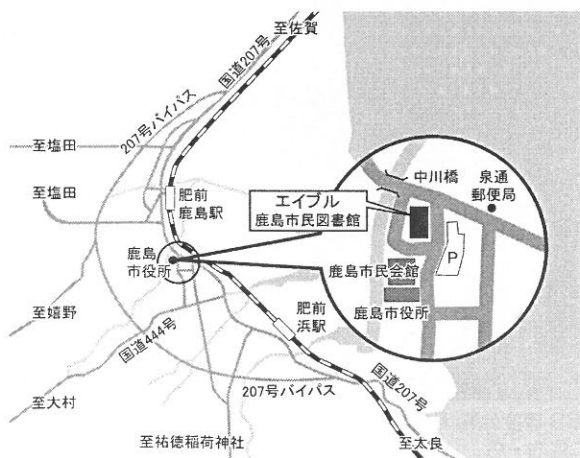 至佐賀
国道207号
207号バイパス
至塩田
至塩田
肥前
鹿島駅
中川橋
泉通
郵便局
エイブル
鹿島市民図書館
P
鹿島
市役所
鹿島市民会館
鹿島市役所
至嬉野
国道444号
肥前
浜駅
至大村
207号バイパス
国道207号
至祐徳稲荷神社
至太良